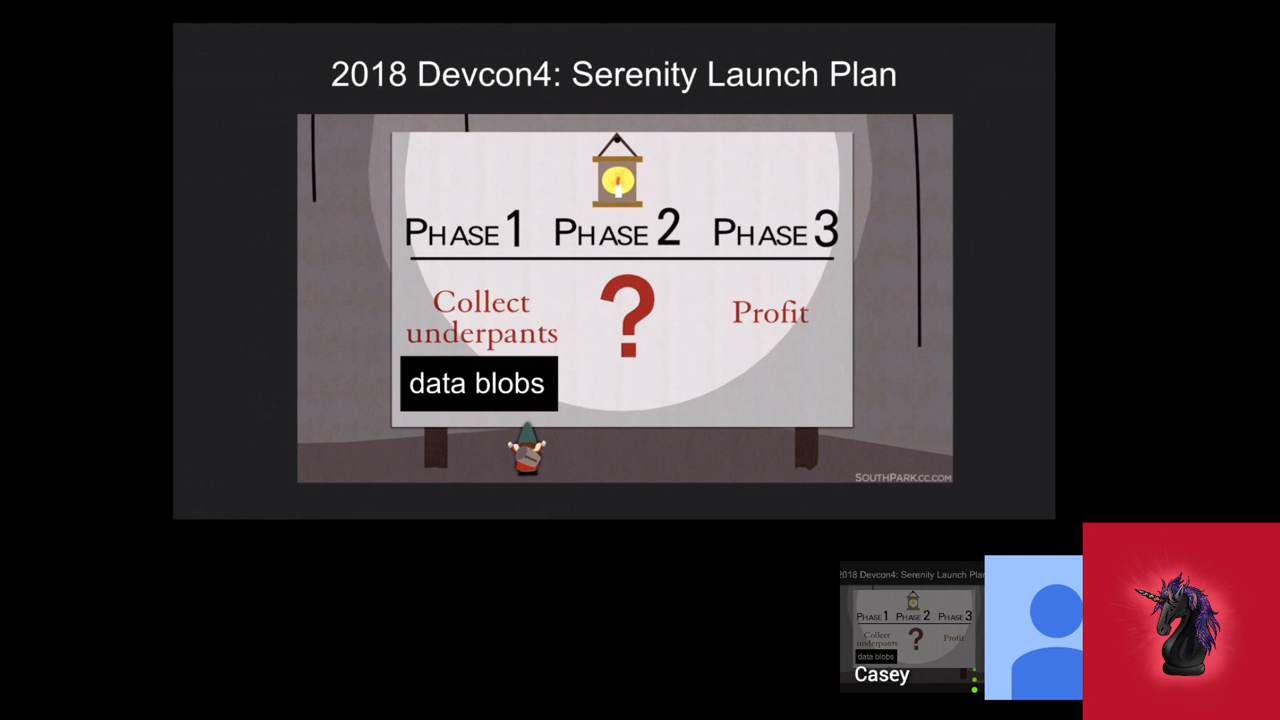 2018 Devcon4: Serenity Launch Plan
PHASE 1 PHASE 2 PHASE 3
Collect
underpants
? Profit
data blobs
SOUTHPARK.CC.COM
2018 Devcon4: Serenity Launch Plan
PHASE 1 PHASE 2 PHASE 3
Collect
underpants
? Profit
data blobs
Casey